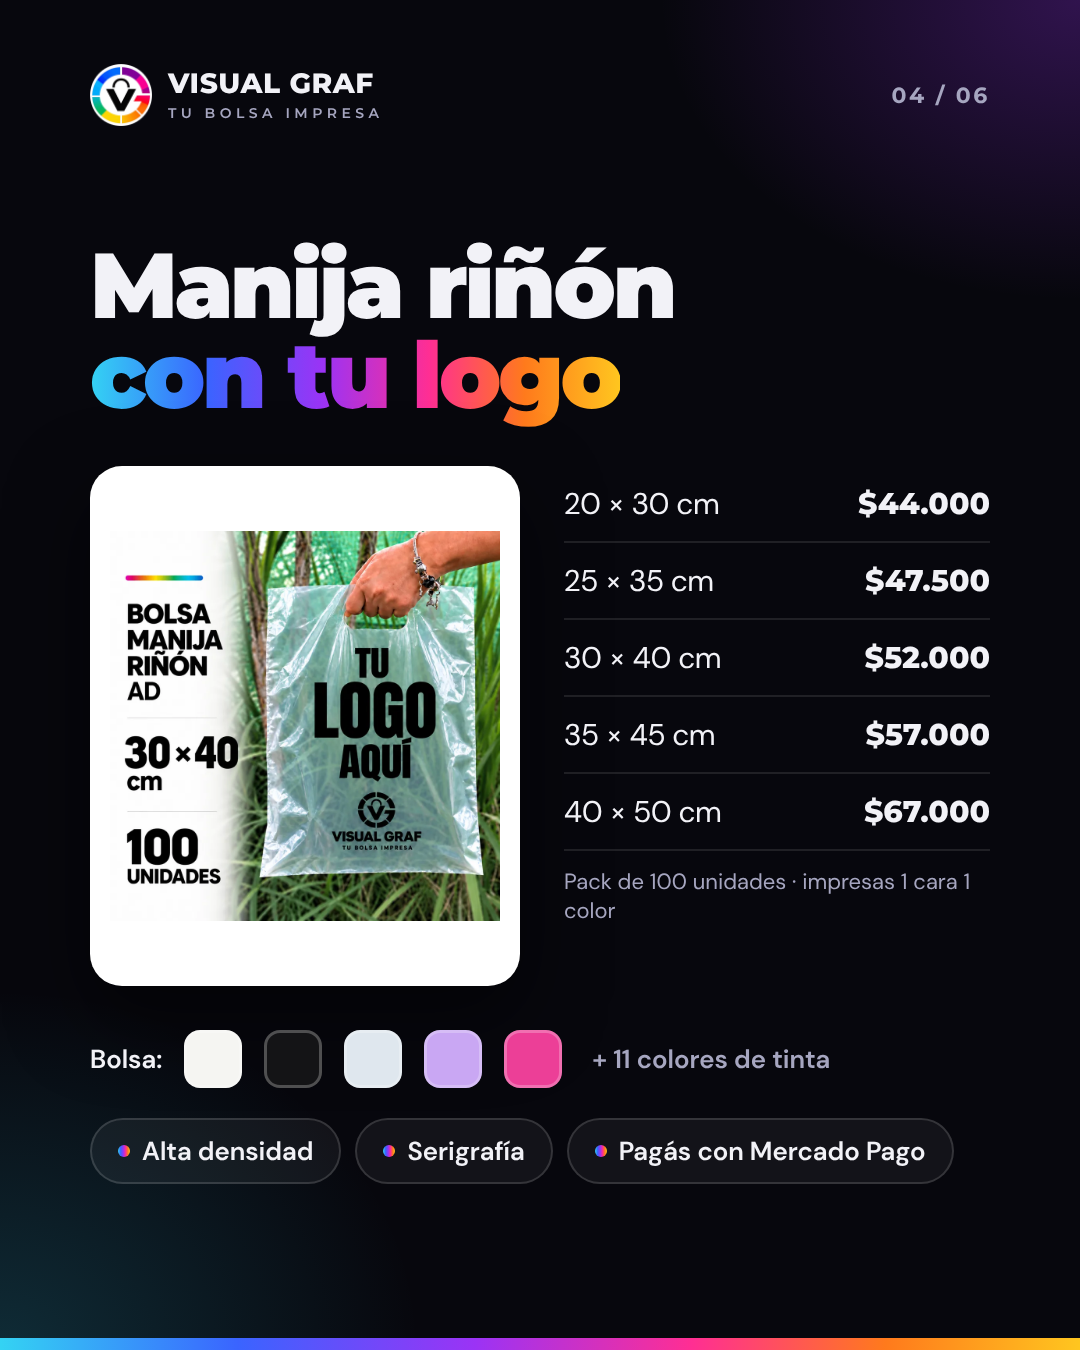 VISUAL GRAF
TU BOLSA IMPRESA
04 / 06
Manija riñón
con tu logo
BOLSA
MANIJA
RIÑÓN
AD
30×40
cm
100
UNIDADES
TU
LOGO
AQUÍ
VISUAL GRAF
TU BOLSA IMPRESA
20 × 30 cm $44.000
25 × 35 cm $47.500
30 × 40 cm $52.000
35 × 45 cm $57.000
40 × 50 cm $67.000
Pack de 100 unidades · impresas 1 cara 1
color
Bolsa: + 11 colores de tinta
Alta densidad Serigrafía Pagás con Mercado Pago